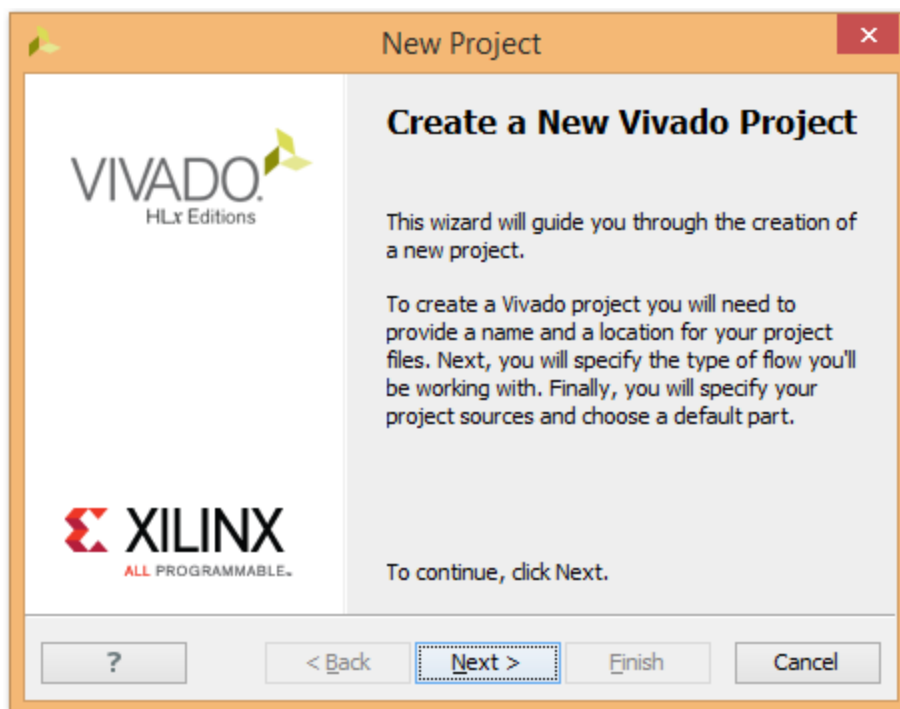 New Project
×
VIVADO.
HLx Editions
Create a New Vivado Project
This wizard will guide you through the creation of
a new project.
To create a Vivado project you will need to
provide a name and a location for your project
files. Next, you will specify the type of flow you'll
be working with. Finally, you will specify your
project sources and choose a default part.
XILINX
ALL PROGRAMMABLE™
To continue, click Next.
?
< Back
Next >
Finish
Cancel